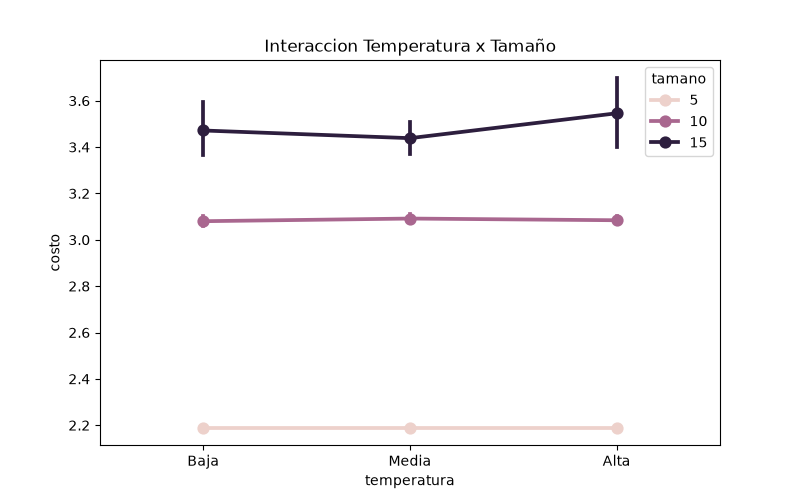 Interaccion Temperatura x Tamaño
tamano
5
10
15
3.6
3.4
3.2
3.0
2.8
2.6
2.4
2.2
costo
Baja
Media
Alta
temperatura